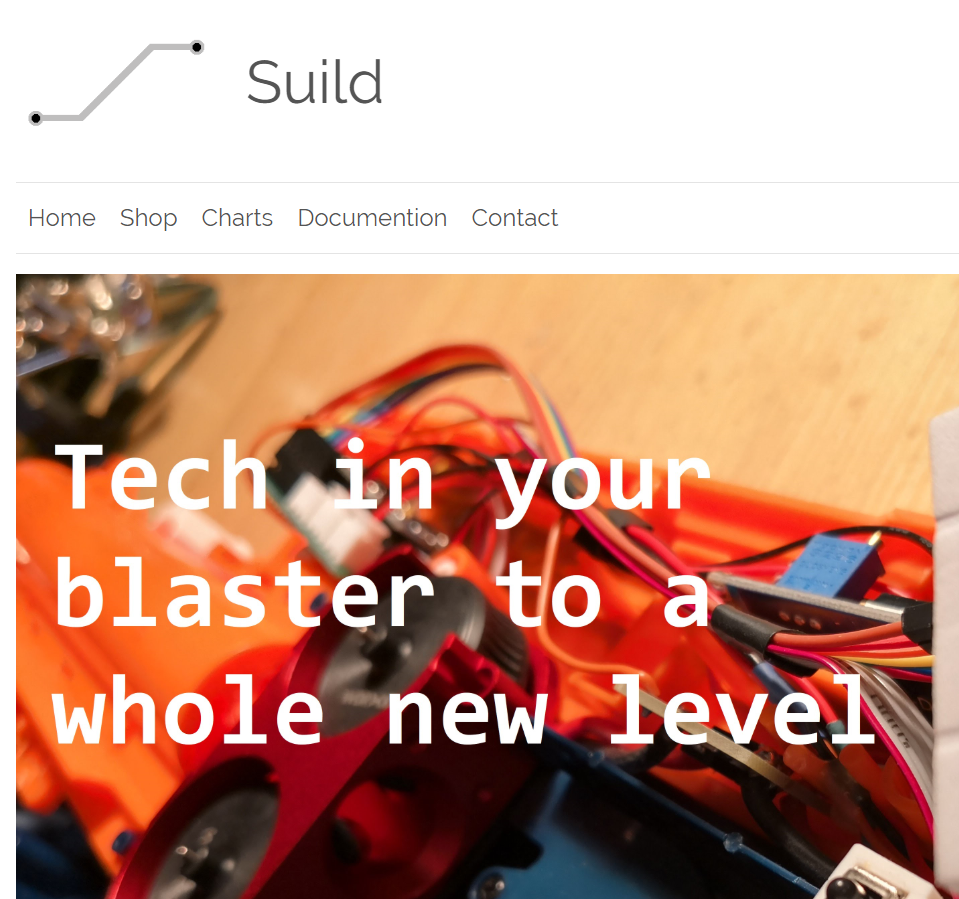 Suild
Home Shop Charts Documention Contact
Tech in your
blaster to a
whole new level